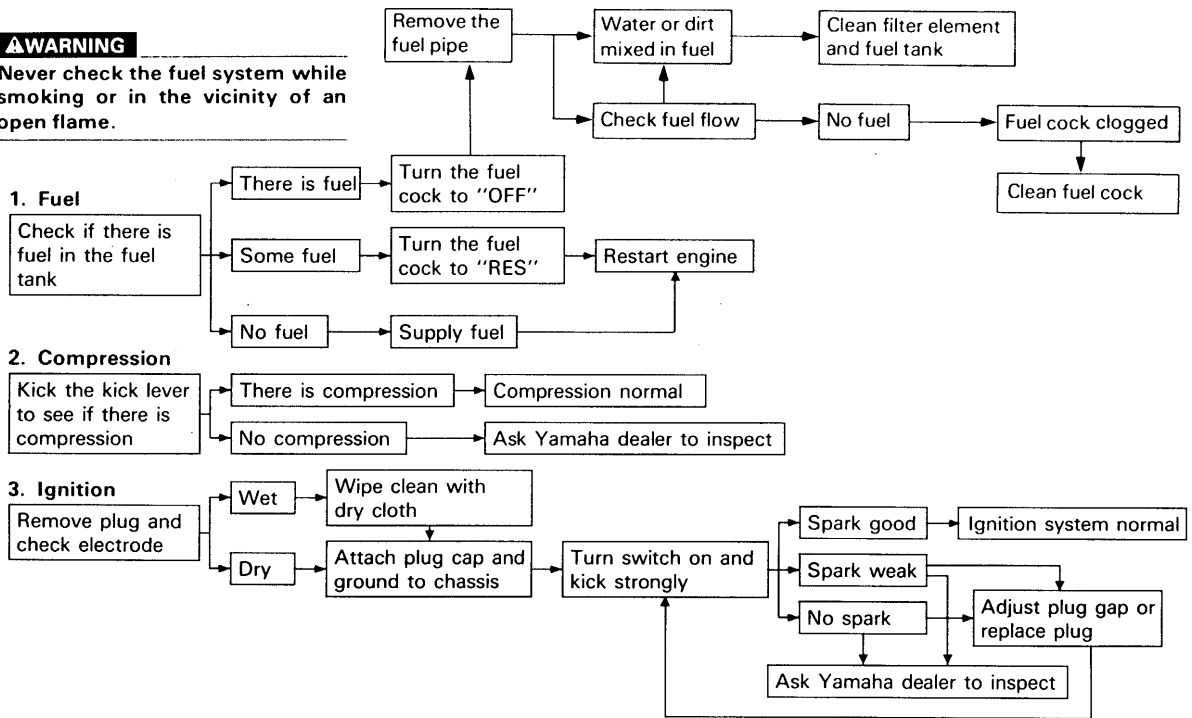 ⚠WARNING
Never check the fuel system while
smoking or in the vicinity of an
open flame.
Remove the
fuel pipe
Water or dirt
mixed in fuel
Clean filter element
and fuel tank
Check fuel flow
No fuel
Fuel cock clogged
Clean fuel cock
1. Fuel
Check if there is
fuel in the fuel
tank
There is fuel
Turn the fuel
cock to "OFF"
Some fuel
Turn the fuel
cock to "RES"
Restart engine
No fuel
Supply fuel
2. Compression
Kick the kick lever
to see if there is
compression
There is compression
Compression normal
No compression
Ask Yamaha dealer to inspect
3. Ignition
Remove plug and
check electrode
Wet
Wipe clean with
dry cloth
Dry
Attach plug cap and
ground to chassis
Turn switch on and
kick strongly
Spark good
Ignition system normal
Spark weak
No spark
Adjust plug gap or
replace plug
Ask Yamaha dealer to inspect